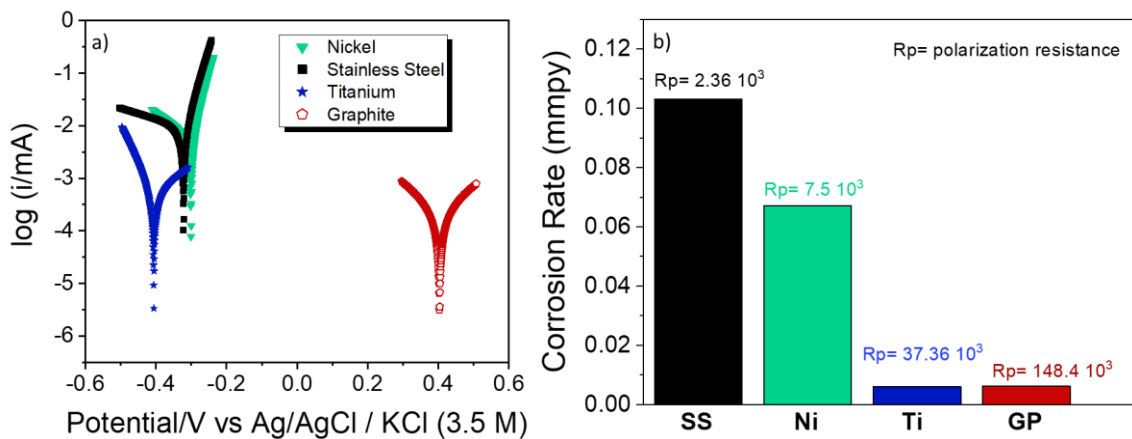 a)
Nickel
Stainless Steel
Titanium
Graphite
log (i/mA)
0
-1
-2
-3
-4
-5
-6
-0.6 -0.4 -0.2 0.0 0.2 0.4 0.6
Potential/V vs Ag/AgCl / KCl (3.5 M)
b)
Rp= polarization resistance
Rp= 2.36 10³
Rp= 7.5 10³
Rp= 37.36 10³
Rp= 148.4 10³
Corrosion Rate (mmpy)
0.12
0.10
0.08
0.06
0.04
0.02
0.00
SS Ni Ti GP